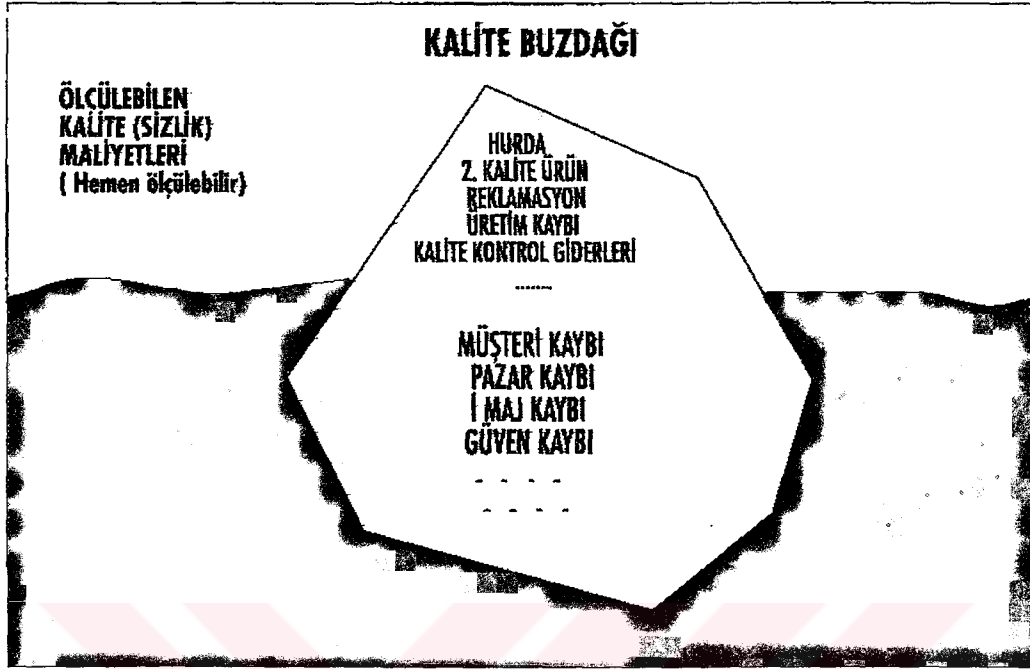 KALİTE BUZDAĞI
ÖLÇÜLEBİLEN
KALİTE (SİZLİK)
MALİYETLERİ
( Hemen ölçülebilir)
HURDA
2. KALİTE ÜRÜN
REKLAMASYON
ÜRETİM KAYBI
KALİTE KONTROL GİDERLERİ
.......
MÜŞTERİ KAYBI
PAZAR KAYBI
İMAJ KAYBI
GÜVEN KAYBI
- - - -
- - - -